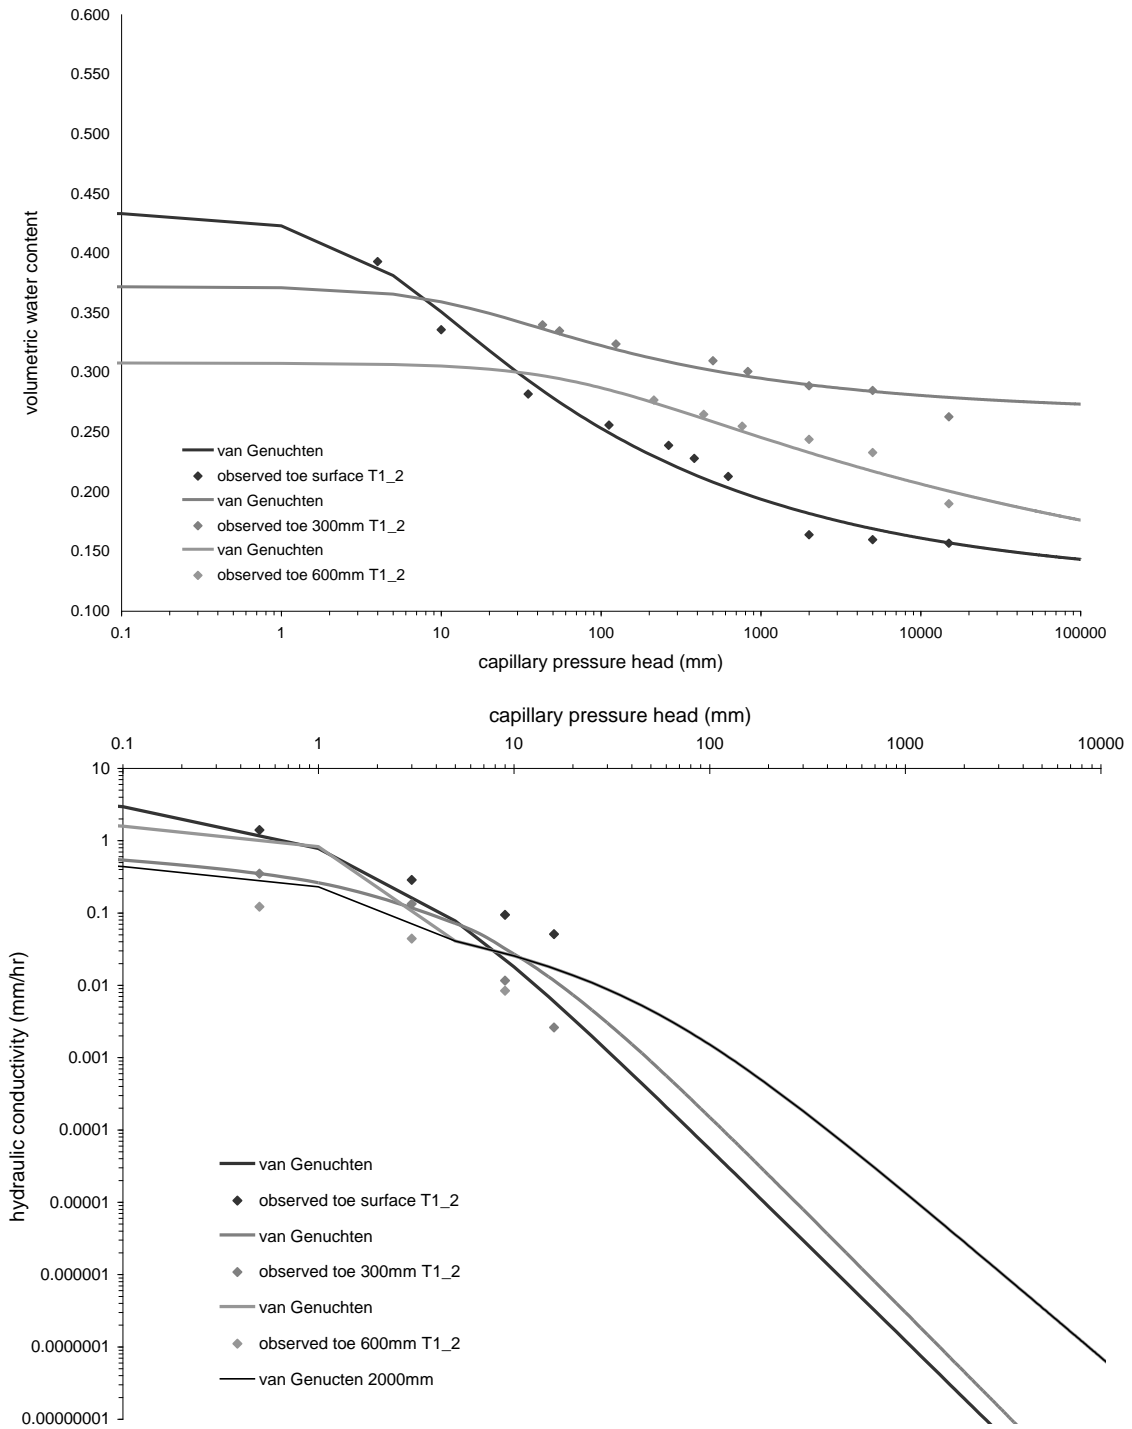 0.600
0.550
0.500
0.450
0.400
0.350
0.300
0.250
0.200
0.150
0.100
volumetric water content
van Genuchten
observed toe surface T1_2
van Genuchten
observed toe 300mm T1_2
van Genuchten
observed toe 600mm T1_2
0.1 1 10 100 1000 10000 100000
capillary pressure head (mm)
capillary pressure head (mm)
0.1 1 10 100 1000 10000
10
1
0.1
0.01
0.001
0.0001
0.00001
0.000001
0.0000001
0.00000001
hydraulic conductivity (mm/hr)
van Genuchten
observed toe surface T1_2
van Genuchten
observed toe 300mm T1_2
van Genuchten
observed toe 600mm T1_2
van Genucten 2000mm